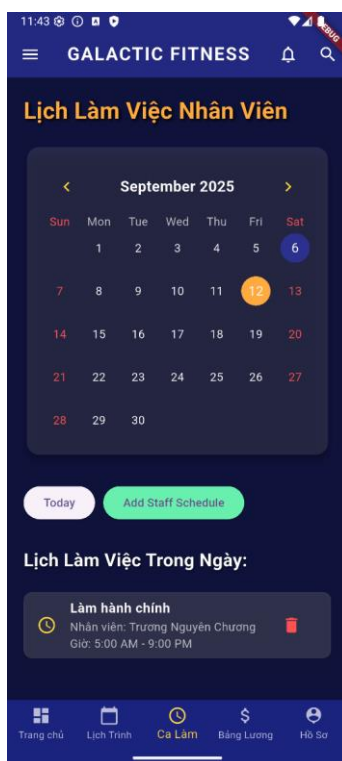 11:43
DEBUG
GALACTIC FITNESS
Lịch Làm Việc Nhân Viên
September 2025
Sun Mon Tue Wed Thu Fri Sat
1 2 3 4 5 6
7 8 9 10 11 12 13
14 15 16 17 18 19 20
21 22 23 24 25 26 27
28 29 30
Today Add Staff Schedule
Lịch Làm Việc Trong Ngày:
Làm hành chính
Nhân viên: Trương Nguyên Chương
Giờ: 5:00 AM - 9:00 PM
Trang chủ Lịch Trình Ca Làm Bảng Lương Hồ Sơ